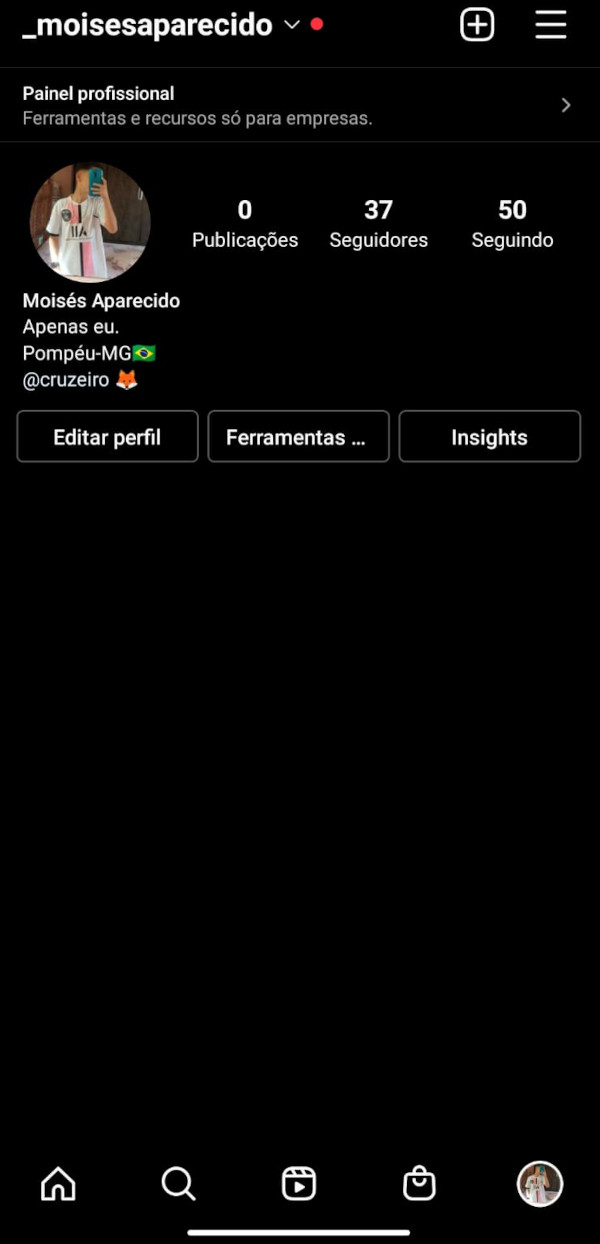 _moisesaparecido
Painel profissional
Ferramentas e recursos só para empresas.
0 37 50
Publicações Seguidores Seguindo
Moisés Aparecido
Apenas eu.
Pompéu-MG🇧🇷
@cruzeiro 🦊
Editar perfil Ferramentas ... Insights